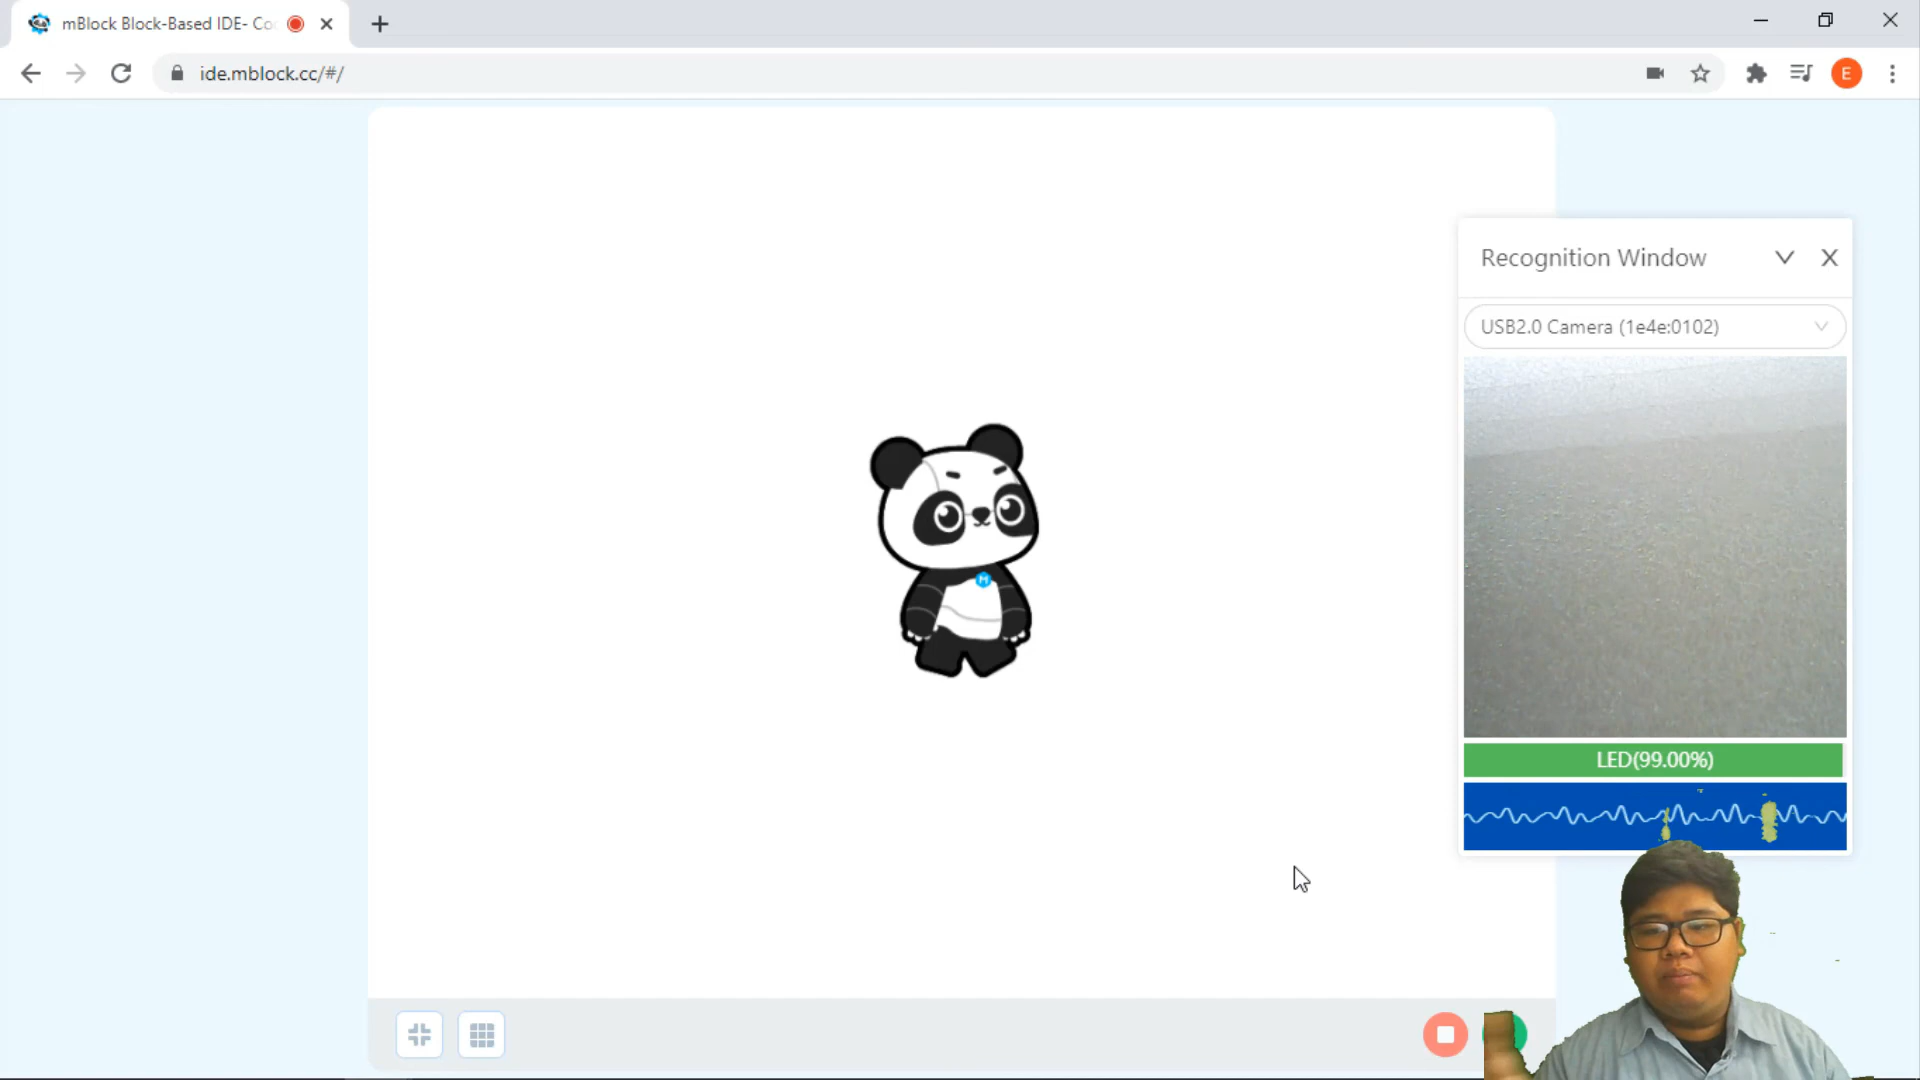 mBlock Block-Based IDE- Co
ide.mblock.cc/#/
E
Recognition Window
USB2.0 Camera (1e4e:0102)
LED(99.00%)